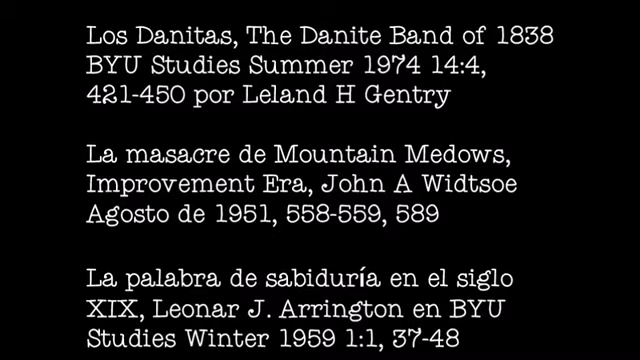 Los Danitas, The Danite Band of 1838
BYU Studies Summer 1974 14:4,
421-450 por Leland H Gentry
La masacre de Mountain Medows,
Improvement Era, John A Widtsoe
Agosto de 1951, 558-559, 589
La palabra de sabiduría en el siglo
XIX, Leonar J. Arrington en BYU
Studies Winter 1959 1:1, 37-48